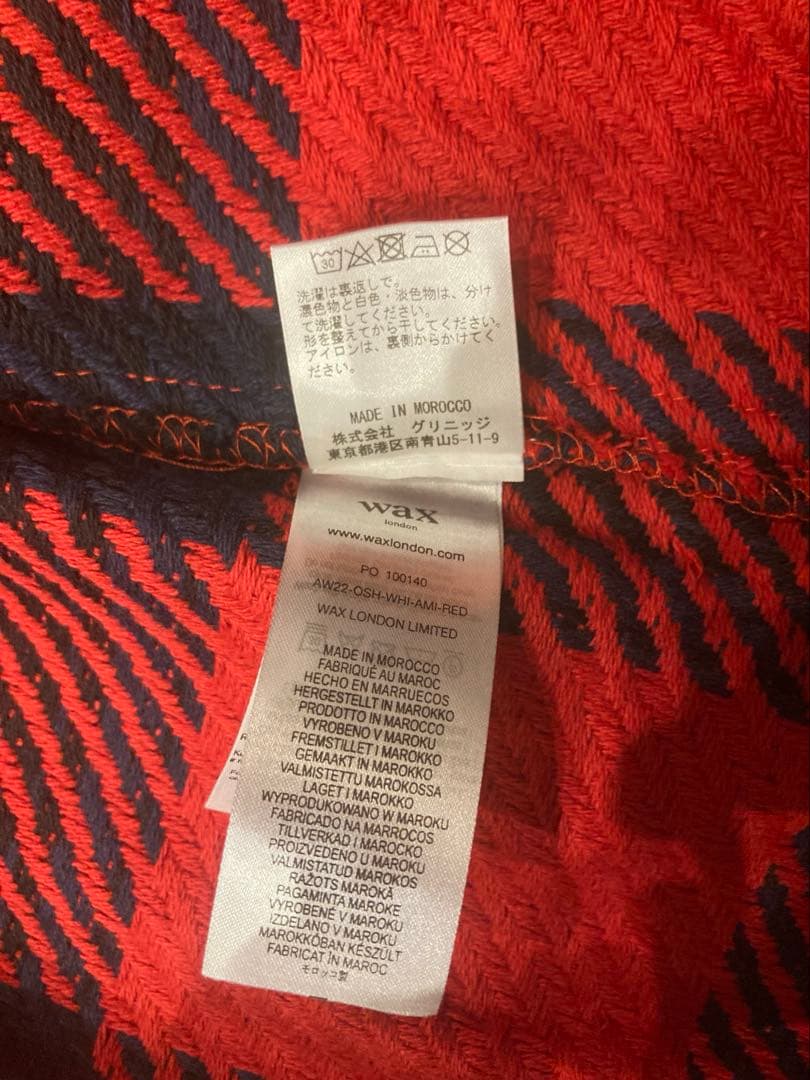 30
洗濯は裏返しで。
濃色物と白色・淡色物は、分け
て洗濯してください。
形を整えてから干してください。
アイロンは、裏側からかけてく
ださい。
MADE IN MOROCCO
株式会社 グリニッジ
東京都港区南青山5-11-9
wax
london
www.waxlondon.com
PO 100140
AW22-OSH-WHI-AMI-RED
WAX LONDON LIMITED
MADE IN MOROCCO
FABRIQUÉ AU MAROC
HECHO EN MARRUECOS
HERGESTELLT IN MAROKKO
PRODOTTO IN MAROCCO
VYROBENO V MAROKU
FREMSTILLET I MAROKKO
GEMAAKT IN MAROKKO
VALMISTETTU MAROKOSSA
LAGET I MAROKKO
WYPRODUKOWANO W MAROKU
FABRICADO NA MARROCOS
TILLVERKAD I MAROCKO
PROIZVEDENO U MAROKU
VALMISTATUD MAROKOS
RAŽOTS MAROKĀ
PAGAMINTA MAROKE
VYROBENÉ V MAROKU
IZDELANO V MAROKU
MAROKKÓBAN KÉSZÜLT
FABRICAT ÎN MAROC
モロッコ製